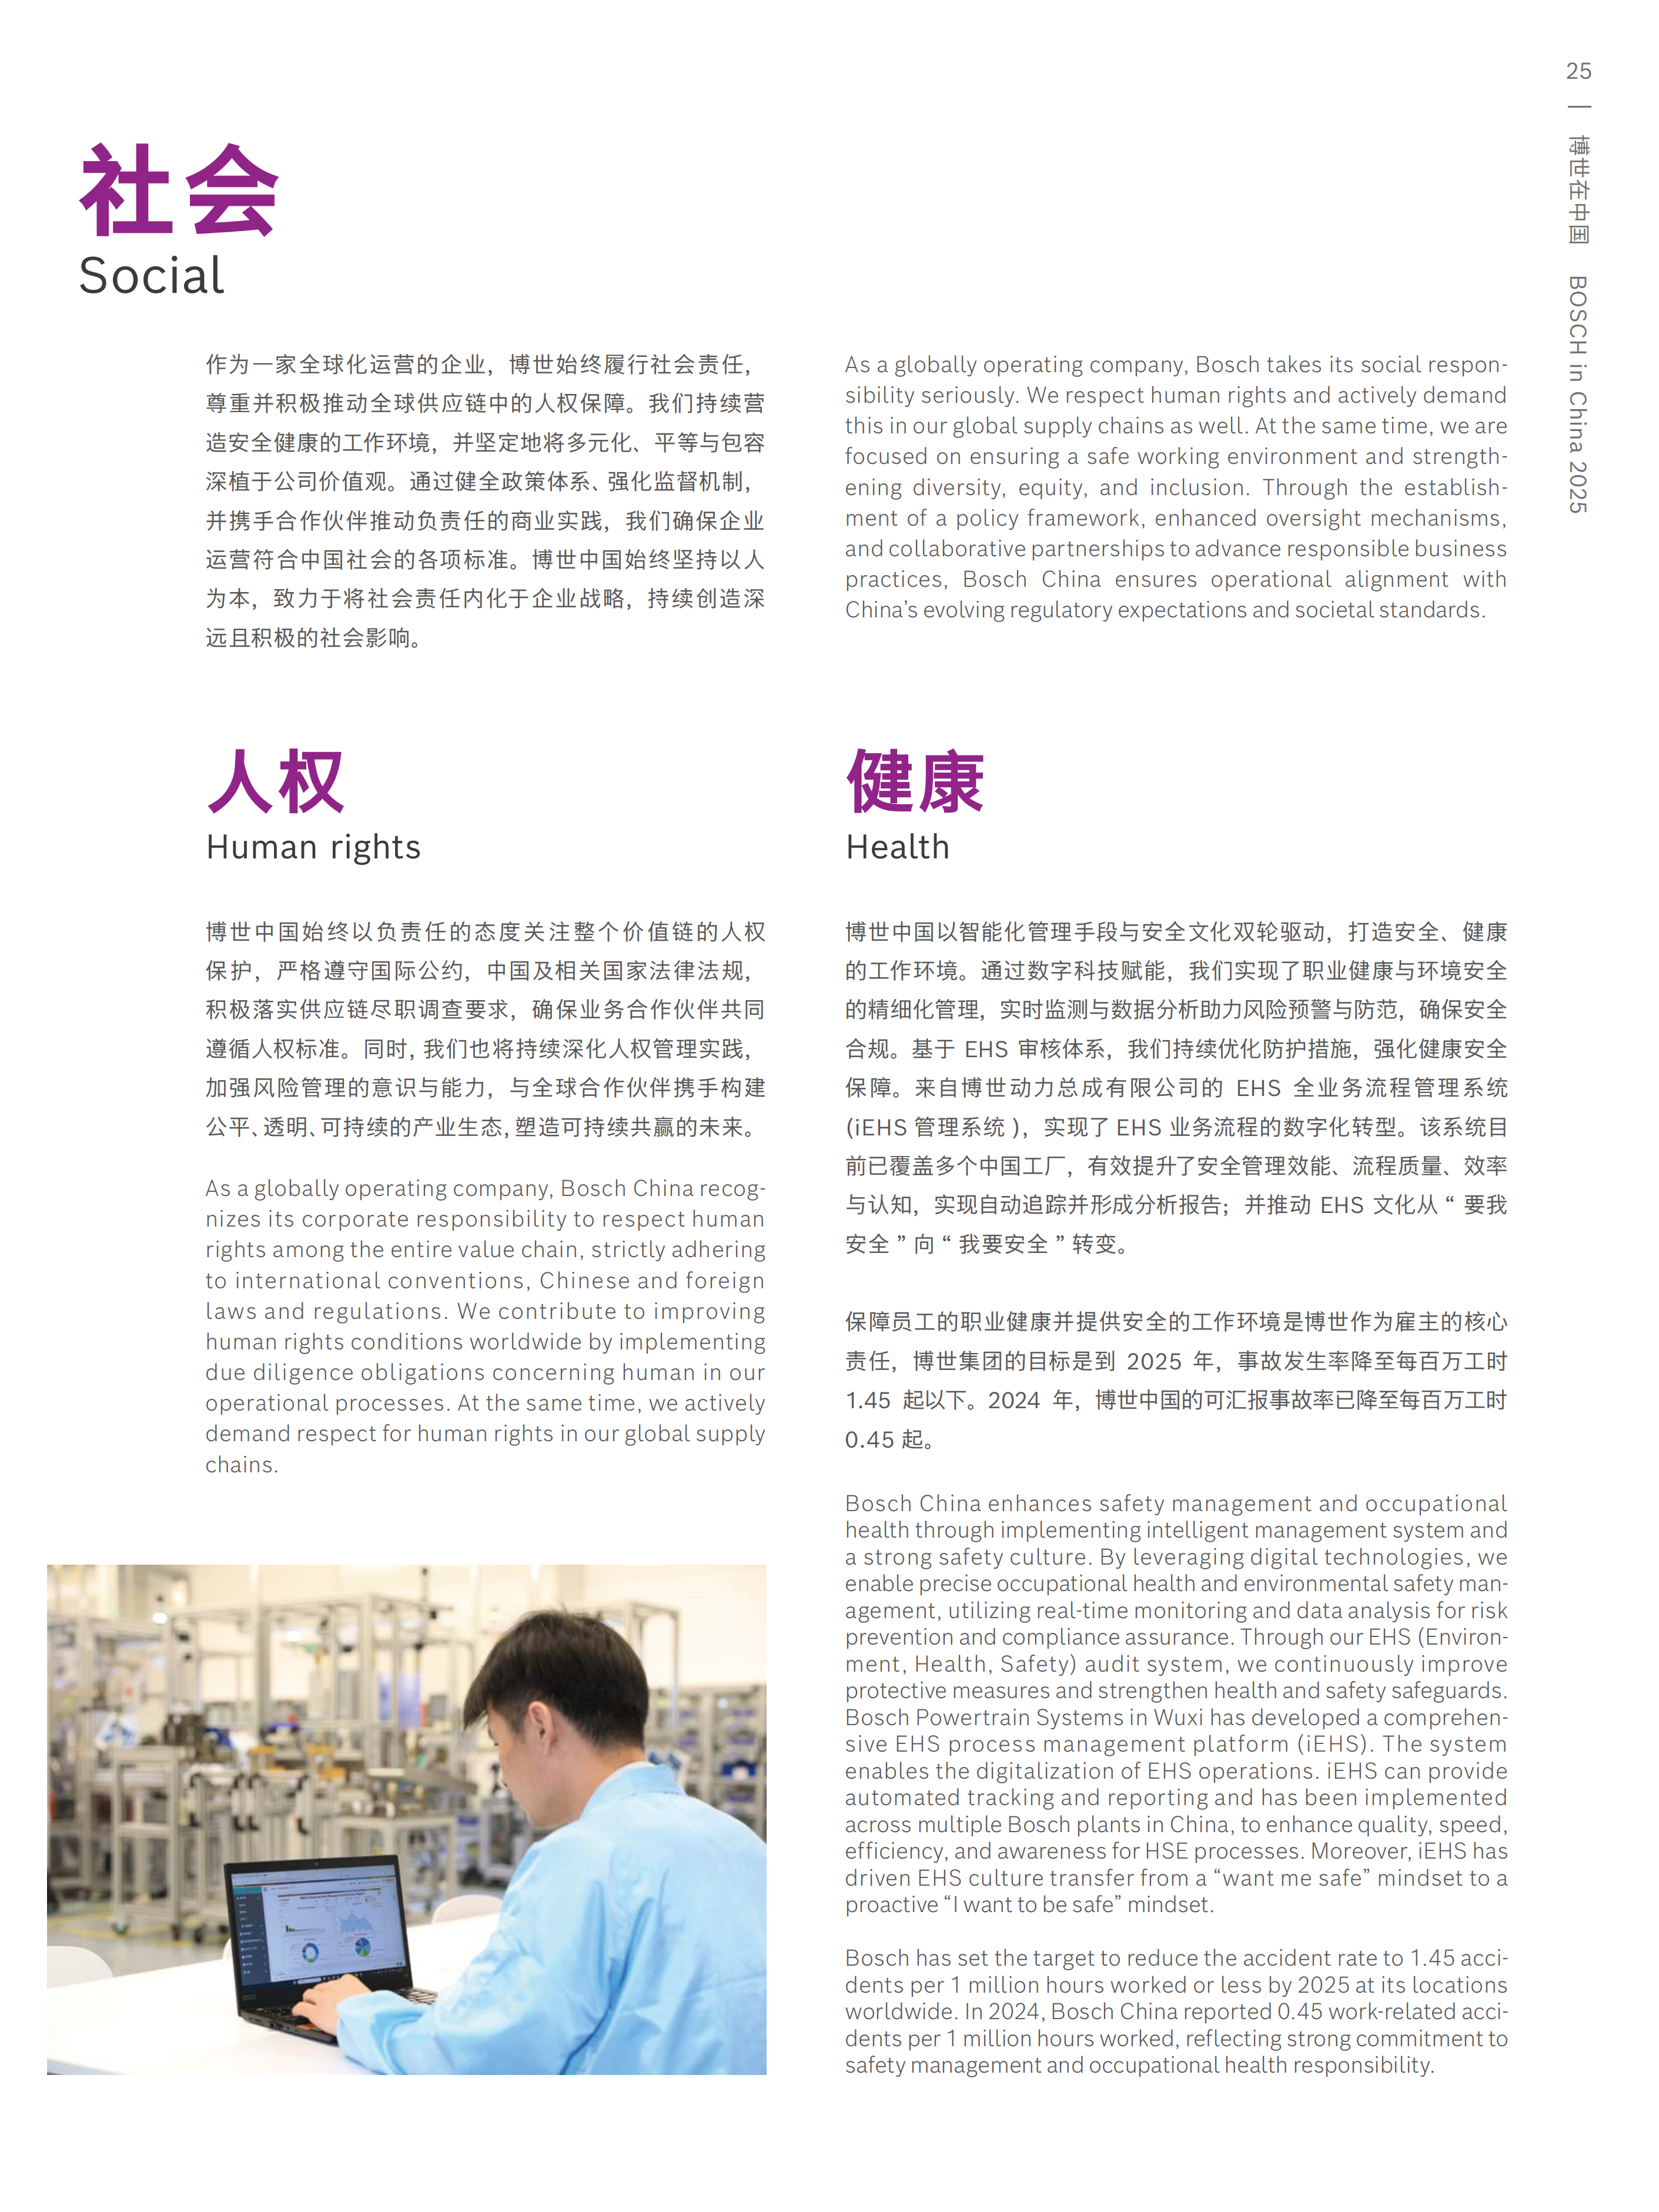 25
博世在中国 BOSCH in China 2025
社会
Social
作为一家全球化运营的企业，博世始终履行社会责任，
尊重并积极推动全球供应链中的人权保障。我们持续营
造安全健康的工作环境，并坚定地将多元化、平等与包容
深植于公司价值观。通过健全政策体系、强化监督机制，
并携手合作伙伴推动负责任的商业实践，我们确保企业
运营符合中国社会的各项标准。博世中国始终坚持以人
为本，致力于将社会责任内化于企业战略，持续创造深
远且积极的社会影响。
As a globally operating company, Bosch takes its social respon-
sibility seriously. We respect human rights and actively demand
this in our global supply chains as well. At the same time, we are
focused on ensuring a safe working environment and strength-
ening diversity, equity, and inclusion. Through the establish-
ment of a policy framework, enhanced oversight mechanisms,
and collaborative partnerships to advance responsible business
practices, Bosch China ensures operational alignment with
China’s evolving regulatory expectations and societal standards.
人权
Human rights
博世中国始终以负责任的态度关注整个价值链的人权
保护，严格遵守国际公约，中国及相关国家法律法规，
积极落实供应链尽职调查要求，确保业务合作伙伴共同
遵循人权标准。同时，我们也将持续深化人权管理实践，
加强风险管理的意识与能力，与全球合作伙伴携手构建
公平、透明、可持续的产业生态，塑造可持续共赢的未来。
As a globally operating company, Bosch China recog-
nizes its corporate responsibility to respect human
rights among the entire value chain, strictly adhering
to international conventions, Chinese and foreign
laws and regulations. We contribute to improving
human rights conditions worldwide by implementing
due diligence obligations concerning human in our
operational processes. At the same time, we actively
demand respect for human rights in our global supply
chains.
健康
Health
博世中国以智能化管理手段与安全文化双轮驱动，打造安全、健康
的工作环境。通过数字科技赋能，我们实现了职业健康与环境安全
的精细化管理，实时监测与数据分析助力风险预警与防范，确保安全
合规。基于 EHS 审核体系，我们持续优化防护措施，强化健康安全
保障。来自博世动力总成有限公司的 EHS 全业务流程管理系统
(iEHS 管理系统 )，实现了 EHS 业务流程的数字化转型。该系统目
前已覆盖多个中国工厂，有效提升了安全管理效能、流程质量、效率
与认知，实现自动追踪并形成分析报告；并推动 EHS 文化从 “ 要我
安全 ” 向 “ 我要安全 ” 转变。
保障员工的职业健康并提供安全的工作环境是博世作为雇主的核心
责任，博世集团的目标是到 2025 年，事故发生率降至每百万工时
1.45 起以下。2024 年，博世中国的可汇报事故率已降至每百万工时
0.45 起。
Bosch China enhances safety management and occupational
health through implementing intelligent management system and
a strong safety culture. By leveraging digital technologies, we
enable precise occupational health and environmental safety man-
agement, utilizing real-time monitoring and data analysis for risk
prevention and compliance assurance. Through our EHS (Environ-
ment, Health, Safety) audit system, we continuously improve
protective measures and strengthen health and safety safeguards.
Bosch Powertrain Systems in Wuxi has developed a comprehen-
sive EHS process management platform (iEHS). The system
enables the digitalization of EHS operations. iEHS can provide
automated tracking and reporting and has been implemented
across multiple Bosch plants in China, to enhance quality, speed,
efficiency, and awareness for HSE processes. Moreover, iEHS has
driven EHS culture transfer from a “want me safe” mindset to a
proactive “I want to be safe” mindset.
Bosch has set the target to reduce the accident rate to 1.45 acci-
dents per 1 million hours worked or less by 2025 at its locations
worldwide. In 2024, Bosch China reported 0.45 work-related acci-
dents per 1 million hours worked, reflecting strong commitment to
safety management and occupational health responsibility.